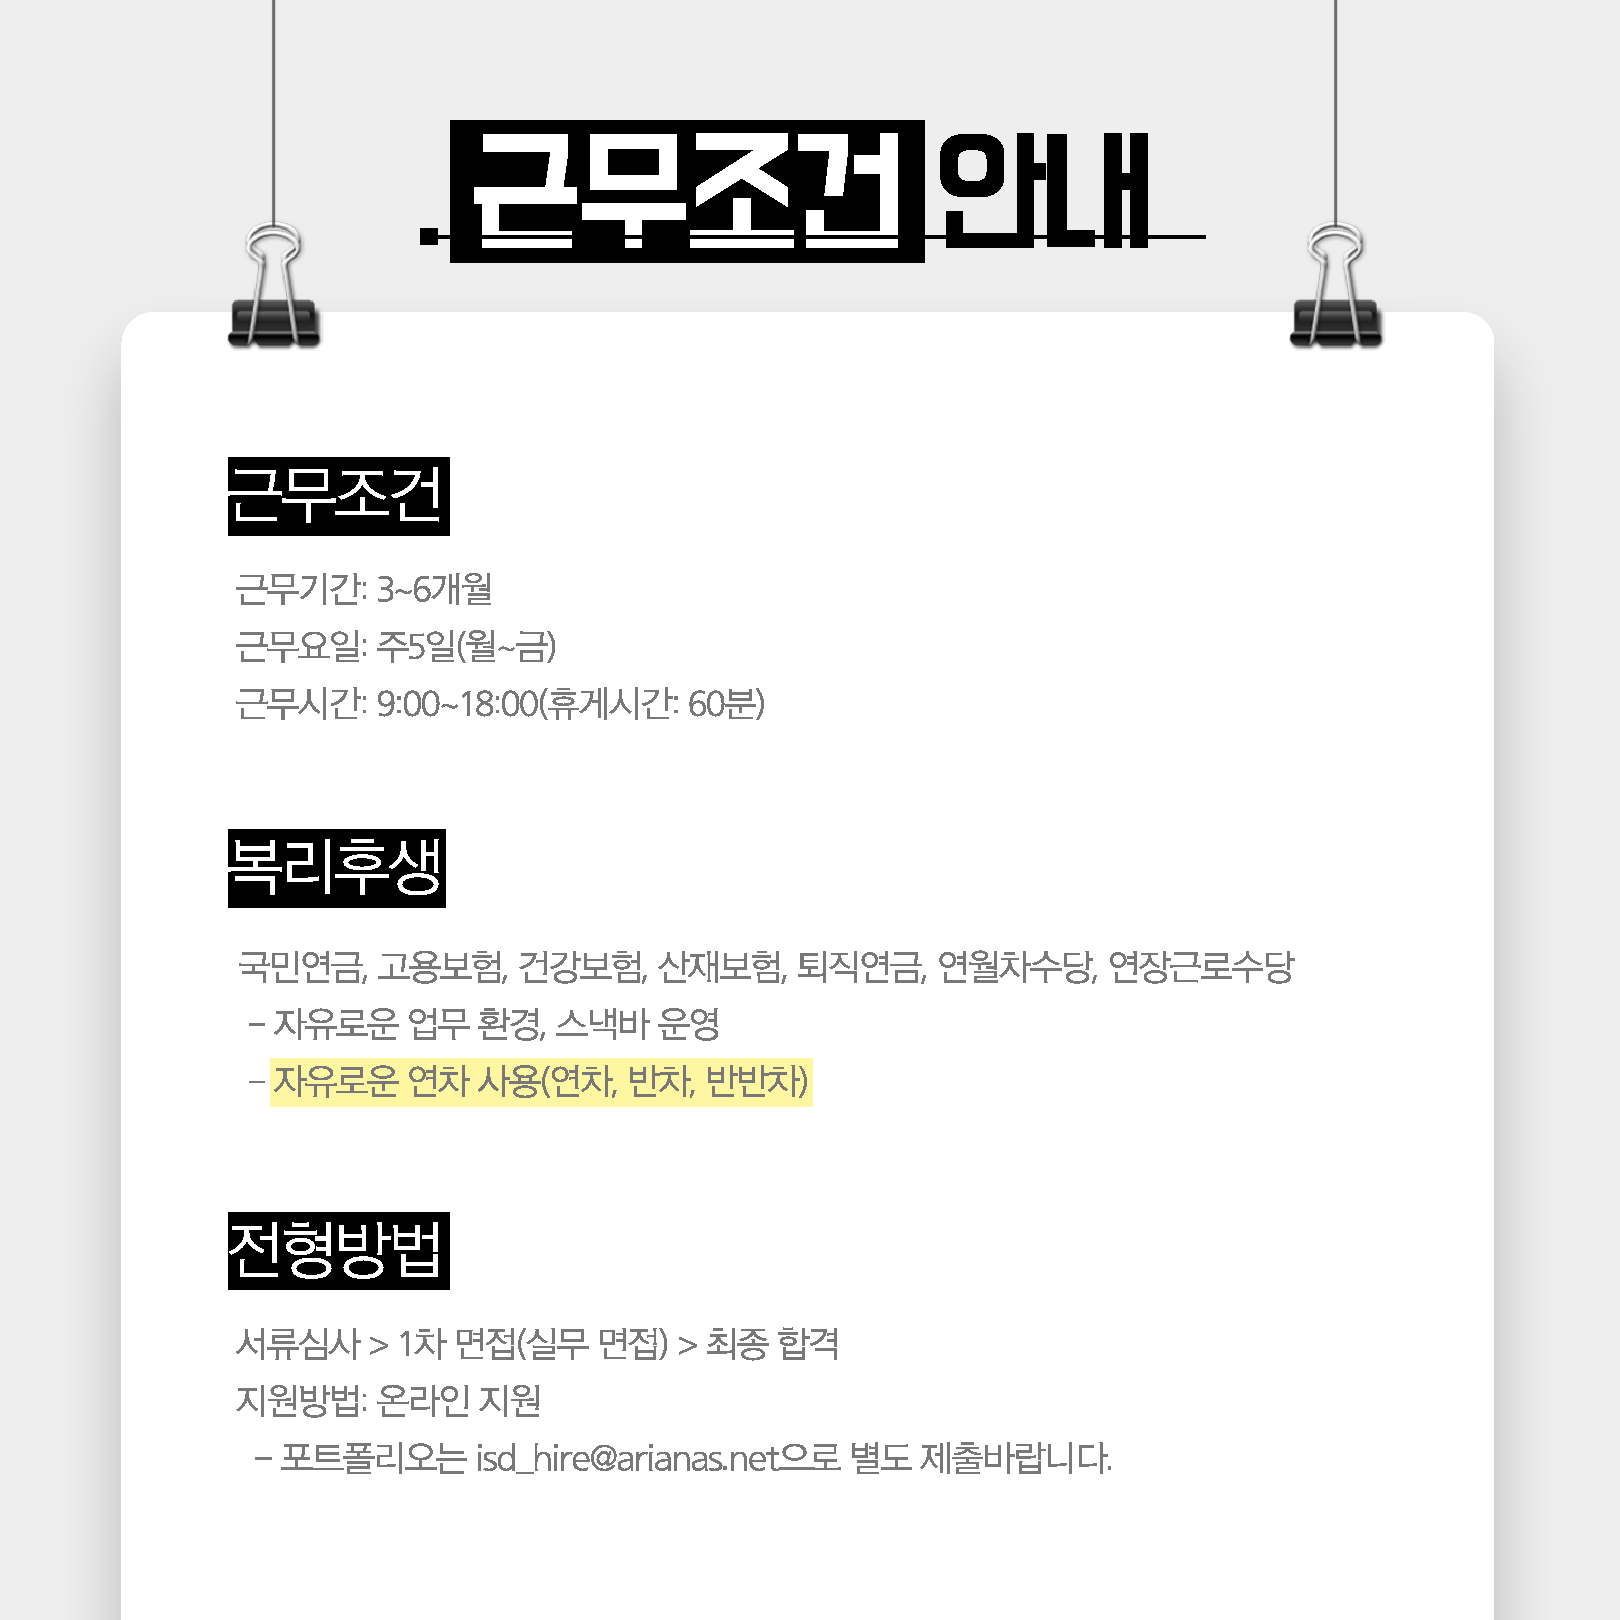 근무조건 안내
근무조건
근무기간: 3~6개월
근무요일: 주5일(월~금)
근무시간: 9:00~18:00(휴게시간: 60분)
복리후생
국민연금, 고용보험, 건강보험, 산재보험, 퇴직연금, 연월차수당, 연장근로수당
– 자유로운 업무 환경, 스낵바 운영
– 자유로운 연차 사용(연차, 반차, 반반차)
전형방법
서류심사 > 1차 면접(실무 면접) > 최종 합격
지원방법: 온라인 지원
– 포트폴리오는 isd_hire@arianas.net으로 별도 제출바랍니다.